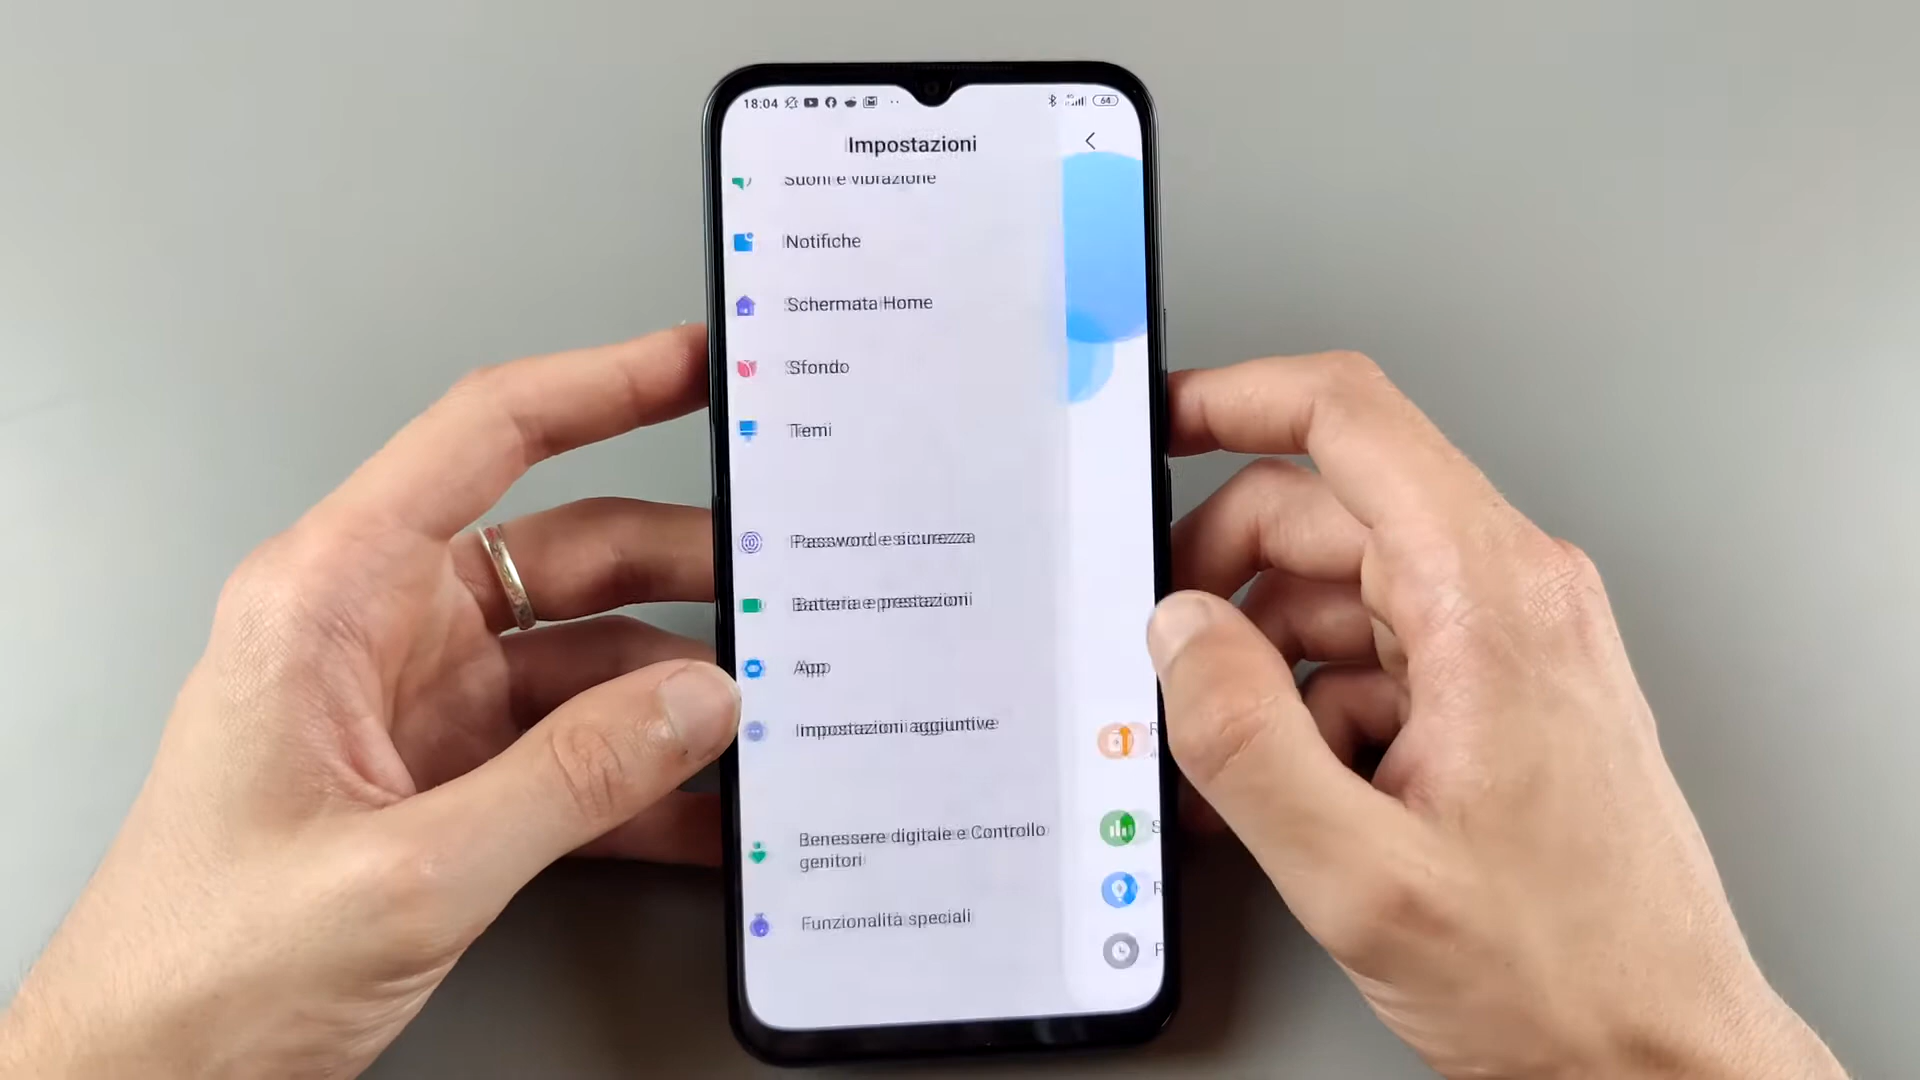 18:04
64
Impostazioni
Suoni e vibrazione
Notifiche
Schermata Home
Sfondo
Temi
Password e sicurezza
Batteria e prestazioni
App
Impostazioni aggiuntive
Benessere digitale e Controllo
genitori
Funzionalità speciali